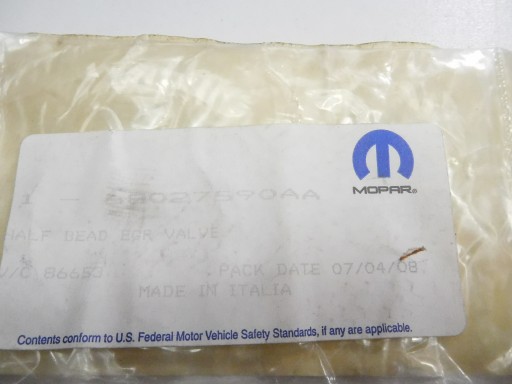 MOPAR®
1 -
HALF DEAD EGR VALVE
V/C 86653 PACK DATE 07/04/08
MADE IN ITALIA
Contents conform to U.S. Federal Motor Vehicle Safety Standards, if any are applicable.